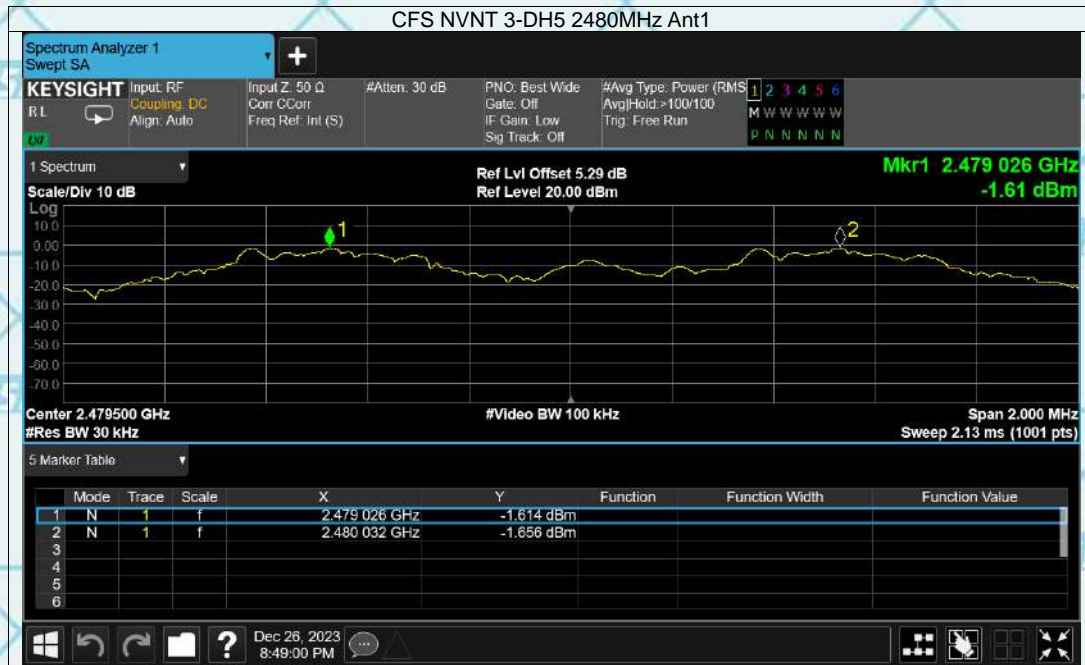 CFS NVNT 3-DH5 2480MHz Ant1
Spectrum Analyzer 1
Swept SA
+
KEYSIGHT Input: RF Input Z: 50 Ω #Atten: 30 dB PNO: Best Wide #Avg Type: Power (RMS 1 2 3 4 5 6
R L Coupling: DC Corr CCorr Gate: Off Avg|Hold:>100/100 M W W W W W
Align: Auto Freq Ref: Int (S) IF Gain: Low Trig: Free Run
LXI Sig Track: Off P N N N N N
1 Spectrum Ref Lvl Offset 5.29 dB Mkr1 2.479 026 GHz
Scale/Div 10 dB Ref Level 20.00 dBm -1.61 dBm
Log
10.0
1 2
0.00
-10.0
-20.0
-30.0
-40.0
-50.0
-60.0
-70.0
Center 2.479500 GHz #Video BW 100 kHz Span 2.000 MHz
#Res BW 30 kHz Sweep 2.13 ms (1001 pts)
5 Marker Table
Mode Trace Scale X Y Function Function Width Function Value
1 N 1 f 2.479 026 GHz -1.614 dBm
2 N 1 f 2.480 032 GHz -1.656 dBm
3
4
5
6
? Dec 26, 2023
8:49:00 PM